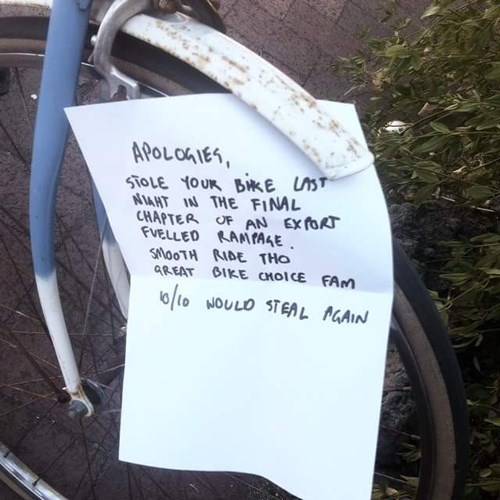 APOLOGIES,
STOLE YOUR BIKE LAST
NIGHT IN THE FINAL
CHAPTER OF AN EXPORT
FUELLED RAMPAGE.
SMOOTH RIDE THO
GREAT BIKE CHOICE FAM
10/10 WOULD STEAL AGAIN